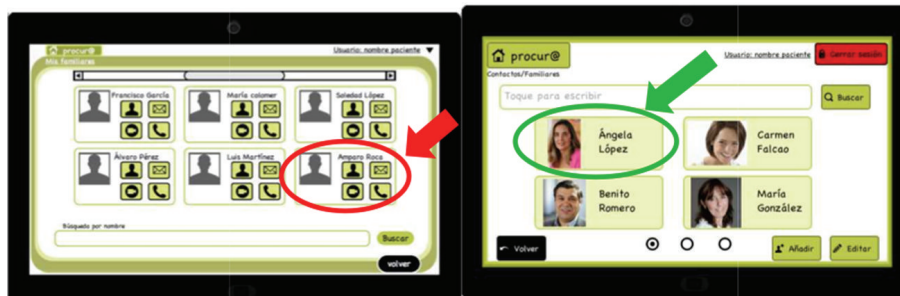 procur@
Usuario: nombre paciente
Mis familiares
Francisco García
María colomer
Soledad López
Álvaro Pérez
Luis Martínez
Amparo Roca
Búsqueda por nombre
Buscar
volver
procur@
Usuario: nombre paciente
Cerrar sesión
Contactos/Familiares
Toque para escribir
Buscar
Ángela
López
Carmen
Falcao
Benito
Romero
María
González
Volver
Añadir
Editar